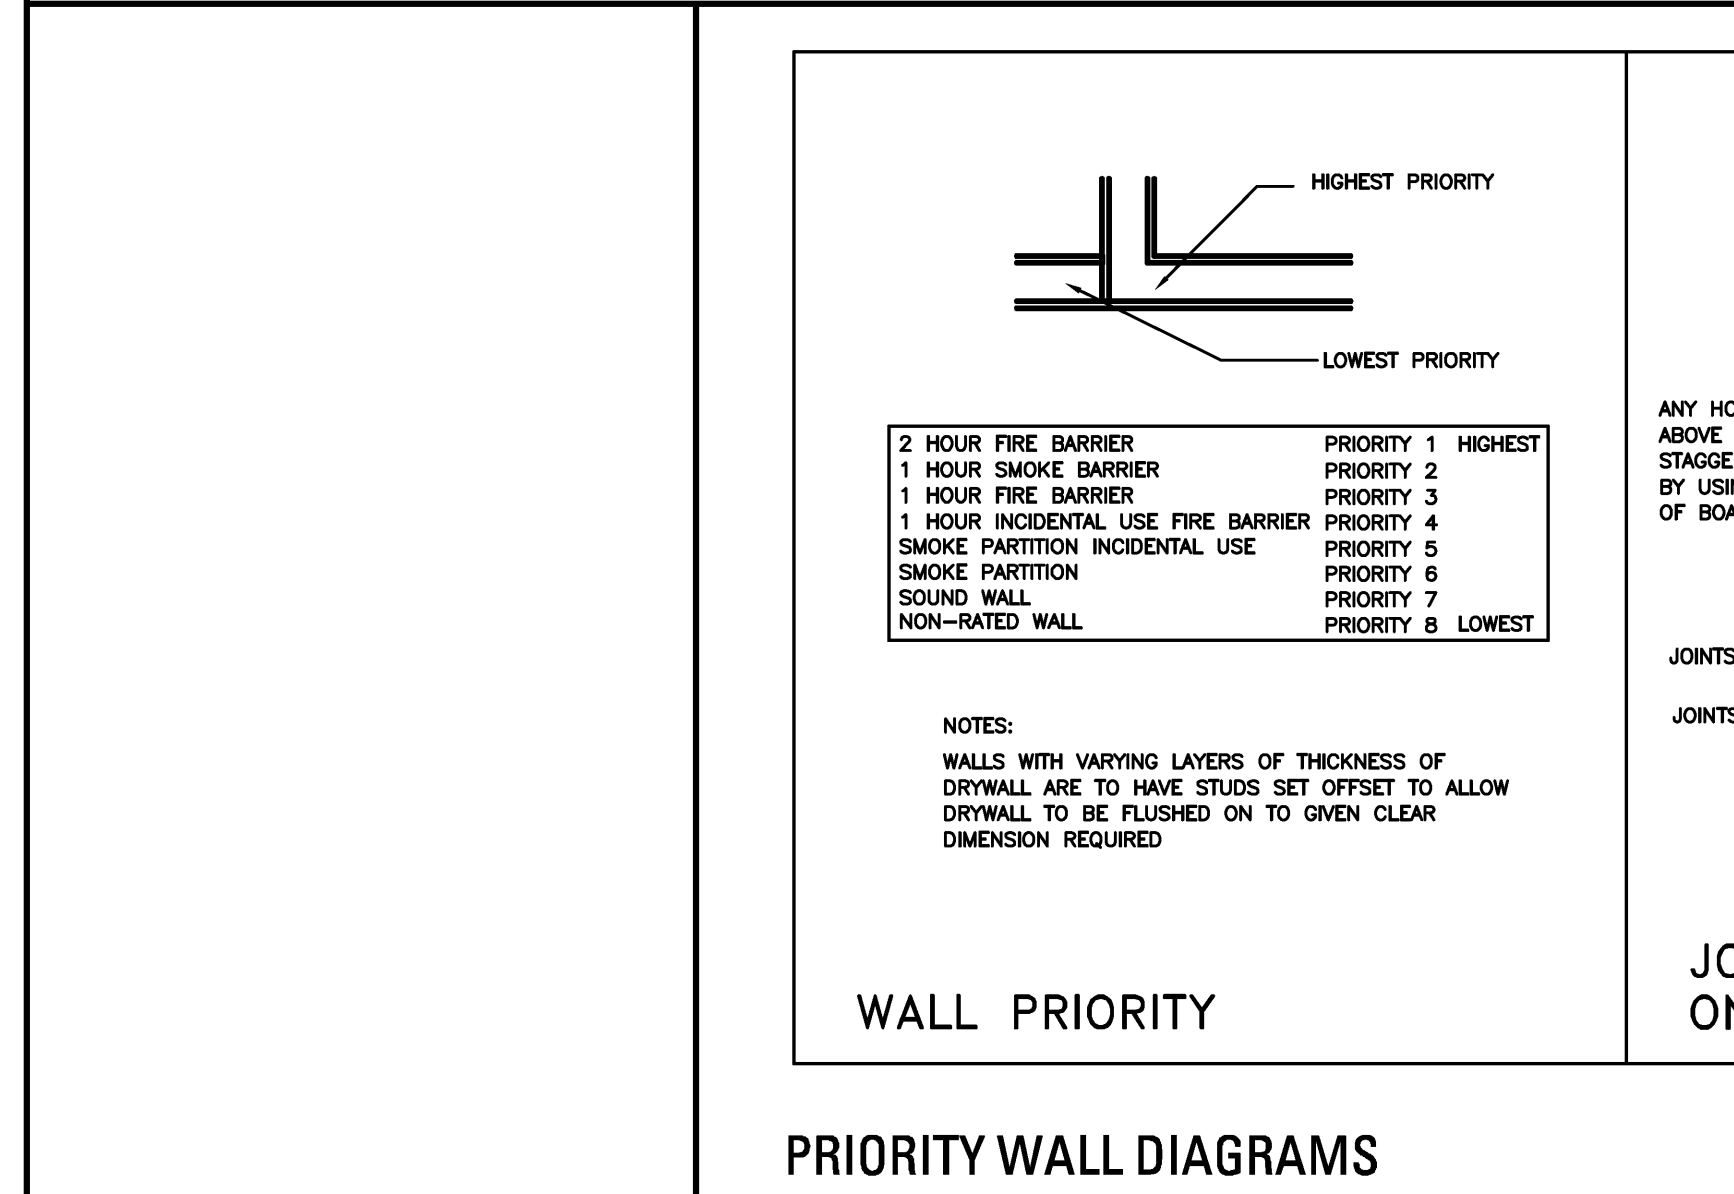 HIGHEST PRIORITY
LOWEST PRIORITY
2 HOUR FIRE BARRIER PRIORITY 1 HIGHEST
1 HOUR SMOKE BARRIER PRIORITY 2
1 HOUR FIRE BARRIER PRIORITY 3
1 HOUR INCIDENTAL USE FIRE BARRIER PRIORITY 4
SMOKE PARTITION INCIDENTAL USE PRIORITY 5
SMOKE PARTITION PRIORITY 6
SOUND WALL PRIORITY 7
NON-RATED WALL PRIORITY 8 LOWEST
NOTES:
WALLS WITH VARYING LAYERS OF THICKNESS OF
DRYWALL ARE TO HAVE STUDS SET OFFSET TO ALLOW
DRYWALL TO BE FLUSHED ON TO GIVEN CLEAR
DIMENSION REQUIRED
WALL PRIORITY
ANY
ABOVE
BY
OF
JOINTS
JOINTS
PRIORITY WALL DIAGRAMS